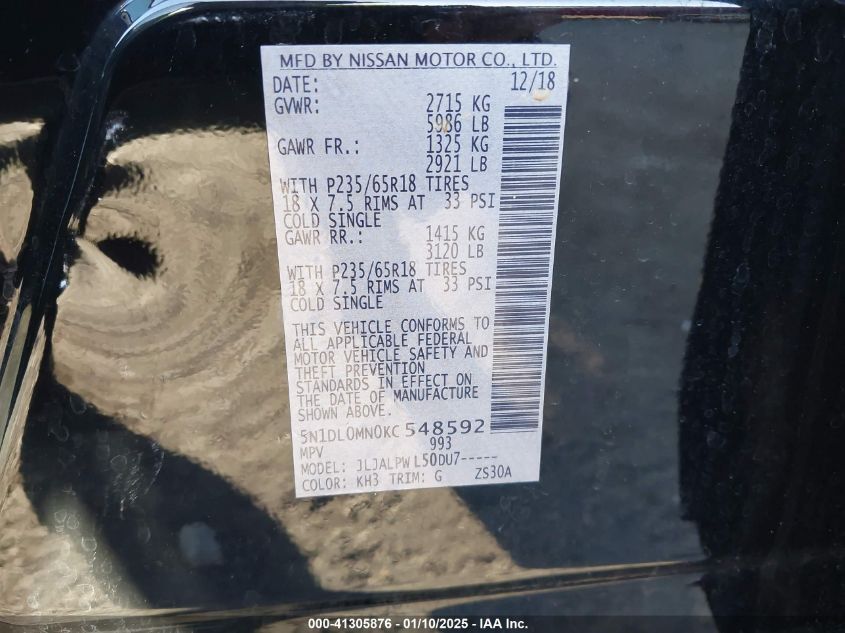 MFD BY NISSAN MOTOR CO., LTD.
DATE: 12/18
GVWR: 2715 KG
5986 LB
GAWR FR.: 1325 KG
2921 LB
WITH P235/65R18 TIRES
18 X 7.5 RIMS AT 33 PSI
COLD SINGLE
GAWR RR.: 1415 KG
3120 LB
WITH P235/65R18 TIRES
18 X 7.5 RIMS AT 33 PSI
COLD SINGLE
THIS VEHICLE CONFORMS TO
ALL APPLICABLE FEDERAL
MOTOR VEHICLE SAFETY AND
THEFT PREVENTION
STANDARDS IN EFFECT ON
THE DATE OF MANUFACTURE
SHOWN ABOVE.
5N1DL0MN0KC 548592
MPV 993
MODEL: JLJALPW L50DU7-----
COLOR: KH3 TRIM: G ZS30A
000-41305876 - 01/10/2025 - IAA Inc.